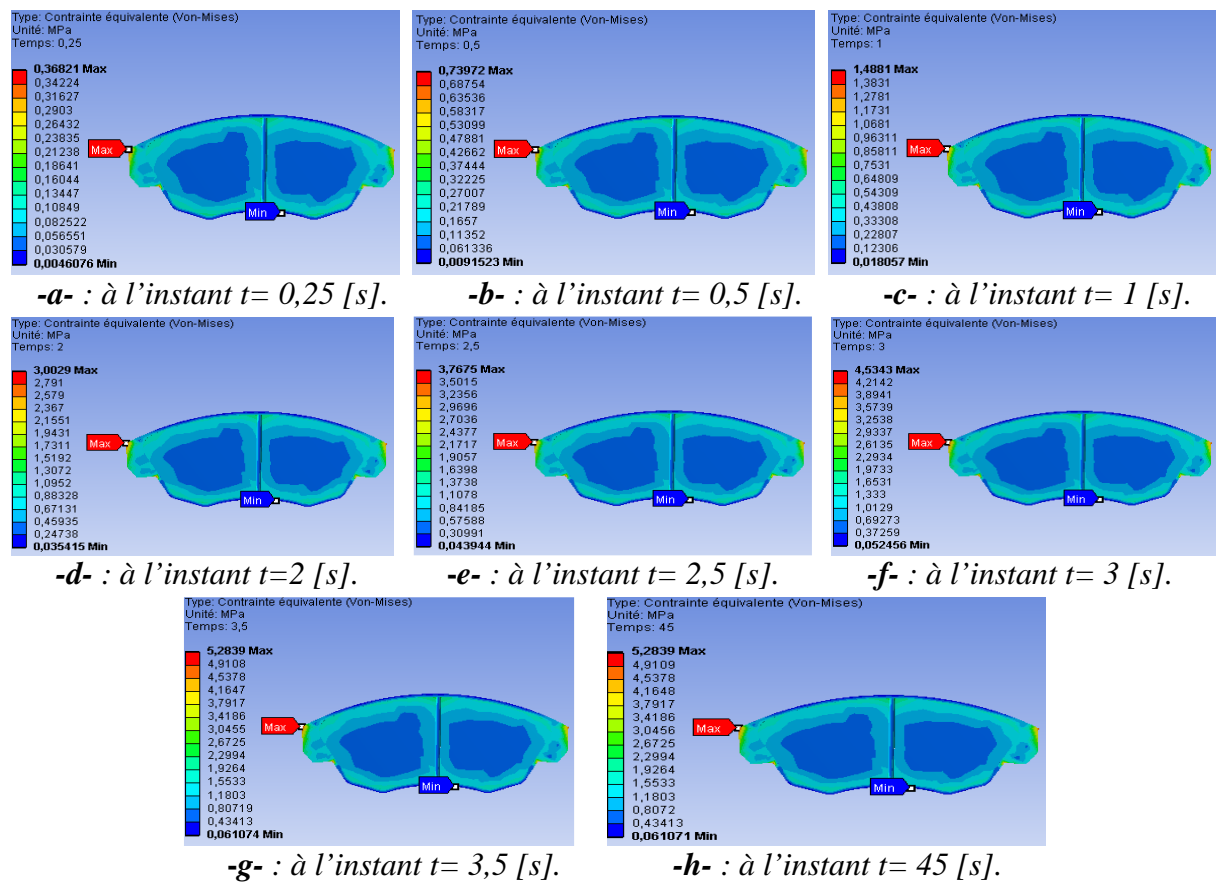 Type: Contrainte équivalente (Von-Mises)
Unité: MPa
Temps: 0,25
0,36821 Max
0,34224
0,31627
0,2903
0,26432
0,23835
0,21238
0,18641
0,16044
0,13447
0,10849
0,082522
0,056551
0,030579
0,0046076 Min
Max
Min
-a- : à l'instant t= 0,25 [s].
Type: Contrainte équivalente (Von-Mises)
Unité: MPa
Temps: 0,5
0,73972 Max
0,68754
0,63536
0,58317
0,53099
0,47881
0,42662
0,37444
0,32225
0,27007
0,21789
0,1657
0,11352
0,061336
0,0091523 Min
Max
Min
-b- : à l'instant t= 0,5 [s].
Type: Contrainte équivalente (Von-Mises)
Unité: MPa
Temps: 1
1,4881 Max
1,3831
1,2781
1,1731
1,0681
0,96311
0,85811
0,7531
0,64809
0,54309
0,43808
0,33308
0,22807
0,12306
0,018057 Min
Max
Min
-c- : à l'instant t= 1 [s].
Type: Contrainte équivalente (Von-Mises)
Unité: MPa
Temps: 2
3,0029 Max
2,791
2,579
2,367
2,1551
1,9431
1,7311
1,5192
1,3072
1,0952
0,88328
0,67131
0,45935
0,24738
0,035415 Min
Max
Min
-d- : à l'instant t=2 [s].
Type: Contrainte équivalente (Von-Mises)
Unité: MPa
Temps: 2,5
3,7675 Max
3,5015
3,2356
2,9696
2,7036
2,4377
2,1717
1,9057
1,6398
1,3738
1,1078
0,84185
0,57588
0,30991
0,043944 Min
Max
Min
-e- : à l'instant t= 2,5 [s].
Type: Contrainte équivalente (Von-Mises)
Unité: MPa
Temps: 3
4,5343 Max
4,2142
3,8941
3,5739
3,2538
2,9337
2,6135
2,2934
1,9733
1,6531
1,333
1,0129
0,69273
0,37259
0,052456 Min
Max
Min
-f- : à l'instant t= 3 [s].
Type: Contrainte équivalente (Von-Mises)
Unité: MPa
Temps: 3,5
5,2839 Max
4,9108
4,5378
4,1647
3,7917
3,4186
3,0455
2,6725
2,2994
1,9264
1,5533
1,1803
0,80719
0,43413
0,061074 Min
Max
Min
-g- : à l'instant t= 3,5 [s].
Type: Contrainte équivalente (Von-Mises)
Unité: MPa
Temps: 45
5,2839 Max
4,9109
4,5378
4,1648
3,7917
3,4186
3,0456
2,6725
2,2994
1,9264
1,5533
1,1803
0,8072
0,43413
0,061071 Min
Max
Min
-h- : à l'instant t= 45 [s].